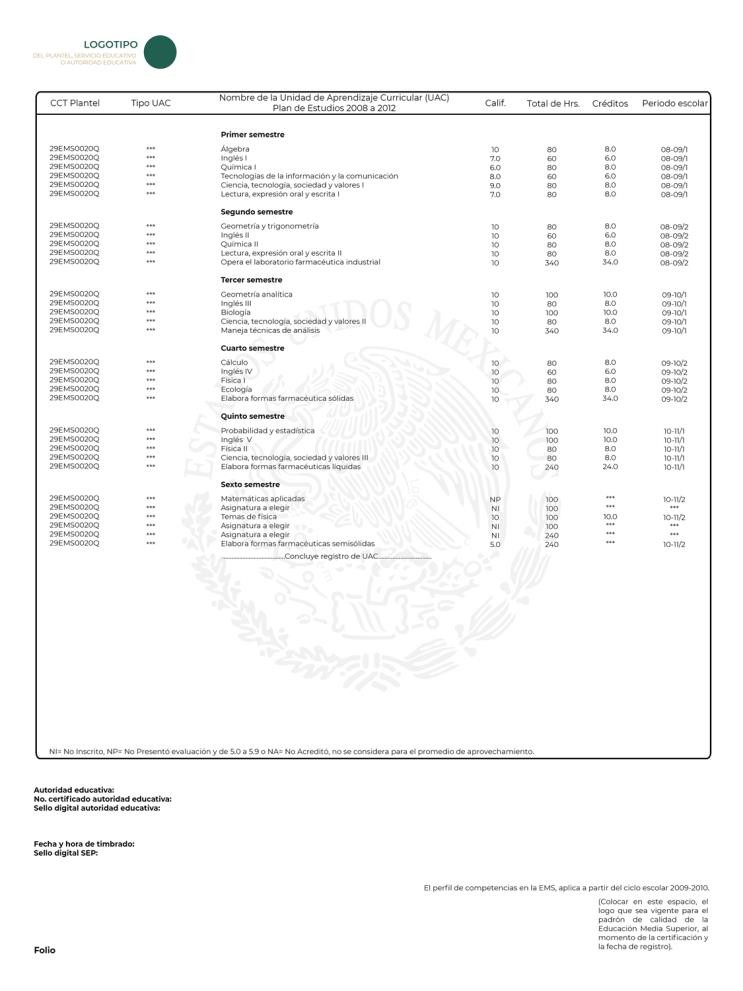 LOGOTIPO
DEL PLANTEL, SERVICIO EDUCATIVO
O AUTORIDAD EDUCATIVA
CCT Plantel Tipo UAC Nombre de la Unidad de Aprendizaje Curricular (UAC) Plan de Estudios 2008 a 2012 Calif. Total de Hrs. Créditos Periodo escolar
Primer semestre
29EMS0020Q *** Álgebra 10 80 8.0 08-09/1
29EMS0020Q *** Inglés I 7.0 60 6.0 08-09/1
29EMS0020Q *** Química I 6.0 80 8.0 08-09/1
29EMS0020Q *** Tecnologías de la información y la comunicación 8.0 60 6.0 08-09/1
29EMS0020Q *** Ciencia, tecnología, sociedad y valores I 9.0 80 8.0 08-09/1
29EMS0020Q *** Lectura, expresión oral y escrita I 7.0 80 8.0 08-09/1
Segundo semestre
29EMS0020Q *** Geometría y trigonometría 10 80 8.0 08-09/2
29EMS0020Q *** Inglés II 10 60 6.0 08-09/2
29EMS0020Q *** Química II 10 80 8.0 08-09/2
29EMS0020Q *** Lectura, expresión oral y escrita II 10 80 8.0 08-09/2
29EMS0020Q *** Opera el laboratorio farmacéutica industrial 10 340 34.0 08-09/2
Tercer semestre
29EMS0020Q *** Geometría analítica 10 100 10.0 09-10/1
29EMS0020Q *** Inglés III 10 80 8.0 09-10/1
29EMS0020Q *** Biología 10 100 10.0 09-10/1
29EMS0020Q *** Ciencia, tecnología, sociedad y valores II 10 80 8.0 09-10/1
29EMS0020Q *** Maneja técnicas de análisis 10 340 34.0 09-10/1
Cuarto semestre
29EMS0020Q *** Cálculo 10 80 8.0 09-10/2
29EMS0020Q *** Inglés IV 10 60 6.0 09-10/2
29EMS0020Q *** Física I 10 80 8.0 09-10/2
29EMS0020Q *** Ecología 10 80 8.0 09-10/2
29EMS0020Q *** Elabora formas farmacéutica sólidas 10 340 34.0 09-10/2
Quinto semestre
29EMS0020Q *** Probabilidad y estadística 10 100 10.0 10-11/1
29EMS0020Q *** Inglés V 10 100 10.0 10-11/1
29EMS0020Q *** Física II 10 80 8.0 10-11/1
29EMS0020Q *** Ciencia, tecnología, sociedad y valores III 10 80 8.0 10-11/1
29EMS0020Q *** Elabora formas farmacéuticas líquidas 10 240 24.0 10-11/1
Sexto semestre
29EMS0020Q *** Matemáticas aplicadas NP 100 *** 10-11/2
29EMS0020Q *** Asignatura a elegir NI 100 *** ***
29EMS0020Q *** Temas de física 10 100 10.0 10-11/2
29EMS0020Q *** Asignatura a elegir NI 100 *** ***
29EMS0020Q *** Asignatura a elegir NI 240 *** ***
29EMS0020Q *** Elabora formas farmacéuticas semisólidas 5.0 240 *** 10-11/2
................................Concluye registro de UAC...........................
ESTADOS UNIDOS MEXICANOS
NI= No Inscrito, NP= No Presentó evaluación y de 5.0 a 5.9 o NA= No Acreditó, no se considera para el promedio de aprovechamiento.
Autoridad educativa:
No. certificado autoridad educativa:
Sello digital autoridad educativa:
Fecha y hora de timbrado:
Sello digital SEP:
El perfil de competencias en la EMS, aplica a partir del ciclo escolar 2009-2010.
(Colocar en este espacio, el
logo que sea vigente para el
padrón de calidad de la
Educación Media Superior, al
momento de la certificación y
la fecha de registro).
Folio